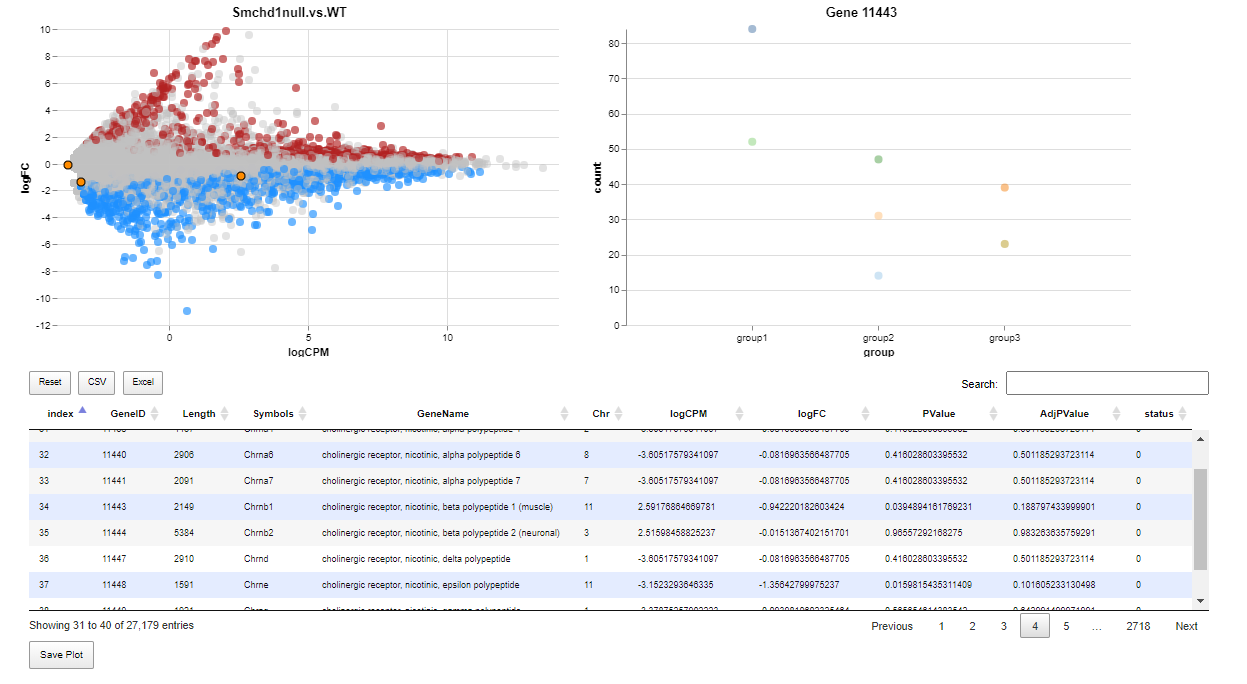 Smchd1null.vs.WT
10
8
6
4
2
0
-2
-4
-6
-8
-10
-12
logFC
0 5 10
logCPM
Gene 11443
80
70
60
50
40
30
20
10
0
count
group1 group2 group3
group
Reset CSV Excel Search:
index GeneID Length Symbols GeneName Chr logCPM logFC PValue AdjPValue status
32 11440 2906 Chrna6 cholinergic receptor, nicotinic, alpha polypeptide 6 8 -3.60517579341097 -0.0816963566487705 0.416028603395532 0.501185293723114 0
33 11441 2091 Chrna7 cholinergic receptor, nicotinic, alpha polypeptide 7 7 -3.60517579341097 -0.0816963566487705 0.416028603395532 0.501185293723114 0
34 11443 2149 Chrnb1 cholinergic receptor, nicotinic, beta polypeptide 1 (muscle) 11 2.59176864669781 -0.942220182603424 0.0394894161769231 0.188797433999901 0
35 11444 5384 Chrnb2 cholinergic receptor, nicotinic, beta polypeptide 2 (neuronal) 3 2.51598458825237 -0.0151367402151701 0.96557292168275 0.983263635759291 0
36 11447 2910 Chrnd cholinergic receptor, nicotinic, delta polypeptide 1 -3.60517579341097 -0.0816963566487705 0.416028603395532 0.501185293723114 0
37 11448 1591 Chrne cholinergic receptor, nicotinic, epsilon polypeptide 11 -3.1523293646335 -1.35642799975237 0.0159815435311409 0.101605233130498 0
Showing 31 to 40 of 27,179 entries Previous 1 2 3 4 5 … 2718 Next
Save Plot